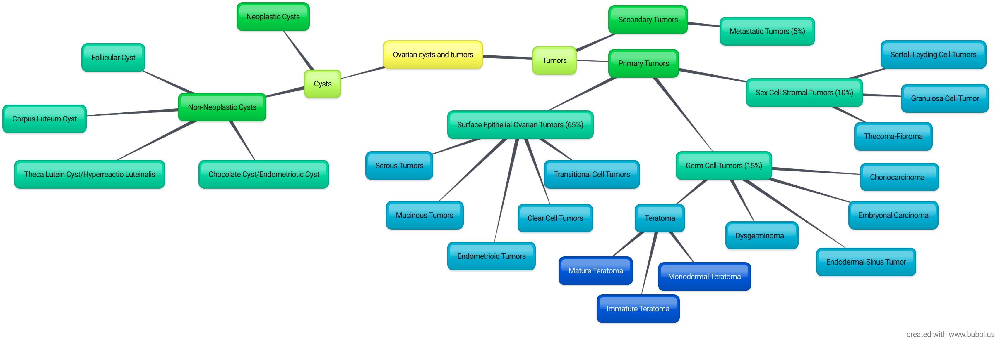 Neoplastic Cysts
Secondary Tumors
Metastatic Tumors (5%)
Follicular Cyst
Ovarian cysts and tumors
Tumors
Primary Tumors
Sertoli-Leyding Cell Tumors
Cysts
Sex Cell Stromal Tumors (10%)
Granulosa Cell Tumor
Non-Neoplastic Cysts
Corpus Luteum Cyst
Surface Epithelial Ovarian Tumors (65%)
Thecoma-Fibroma
Theca Lutein Cyst/Hyperreactio Luteinalis
Chocolate Cyst/Endometriotic Cyst
Serous Tumors
Transitional Cell Tumors
Germ Cell Tumors (15%)
Choriocarcinoma
Mucinous Tumors
Clear Cell Tumors
Teratoma
Dysgerminoma
Embryonal Carcinoma
Endometrioid Tumors
Endodermal Sinus Tumor
Mature Teratoma
Monodermal Teratoma
Immature Teratoma
created with www.bubbl.us